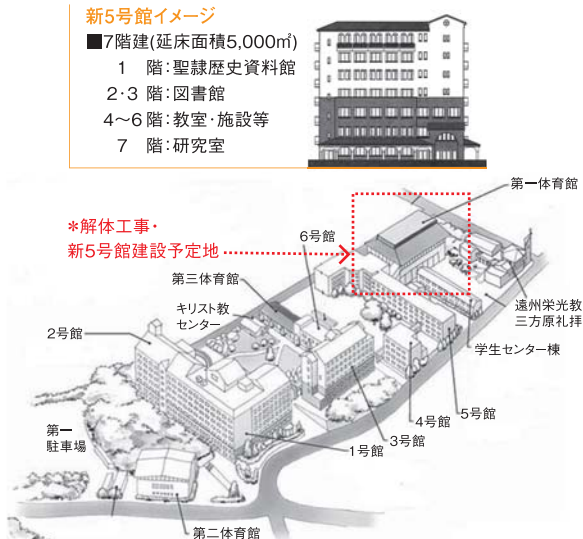 新5号館イメージ
■7階建(延床面積5,000㎡)
1 階：聖隷歴史資料館
2・3 階：図書館
4～6階：教室・施設等
7 階：研究室
第一体育館
＊解体工事・
新5号館建設予定地
6号館
第三体育館
キリスト教
センター
2号館
遠州栄光教
三方原礼拝
学生センター棟
5号館
4号館
3号館
1号館
第一
駐車場
第二体育館